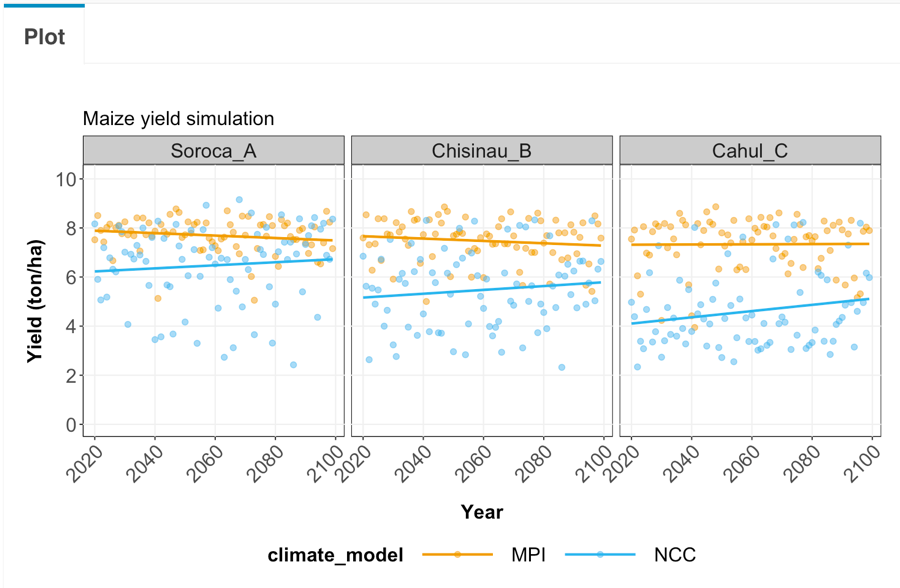 Plot
Maize yield simulation
Soroca_A Chisinau_B Cahul_C
Yield (ton/ha)
10
8
6
4
2
0
2020 2040 2060 2080 2100 2020 2040 2060 2080 2100 2020 2040 2060 2080 2100
Year
climate_model MPI NCC